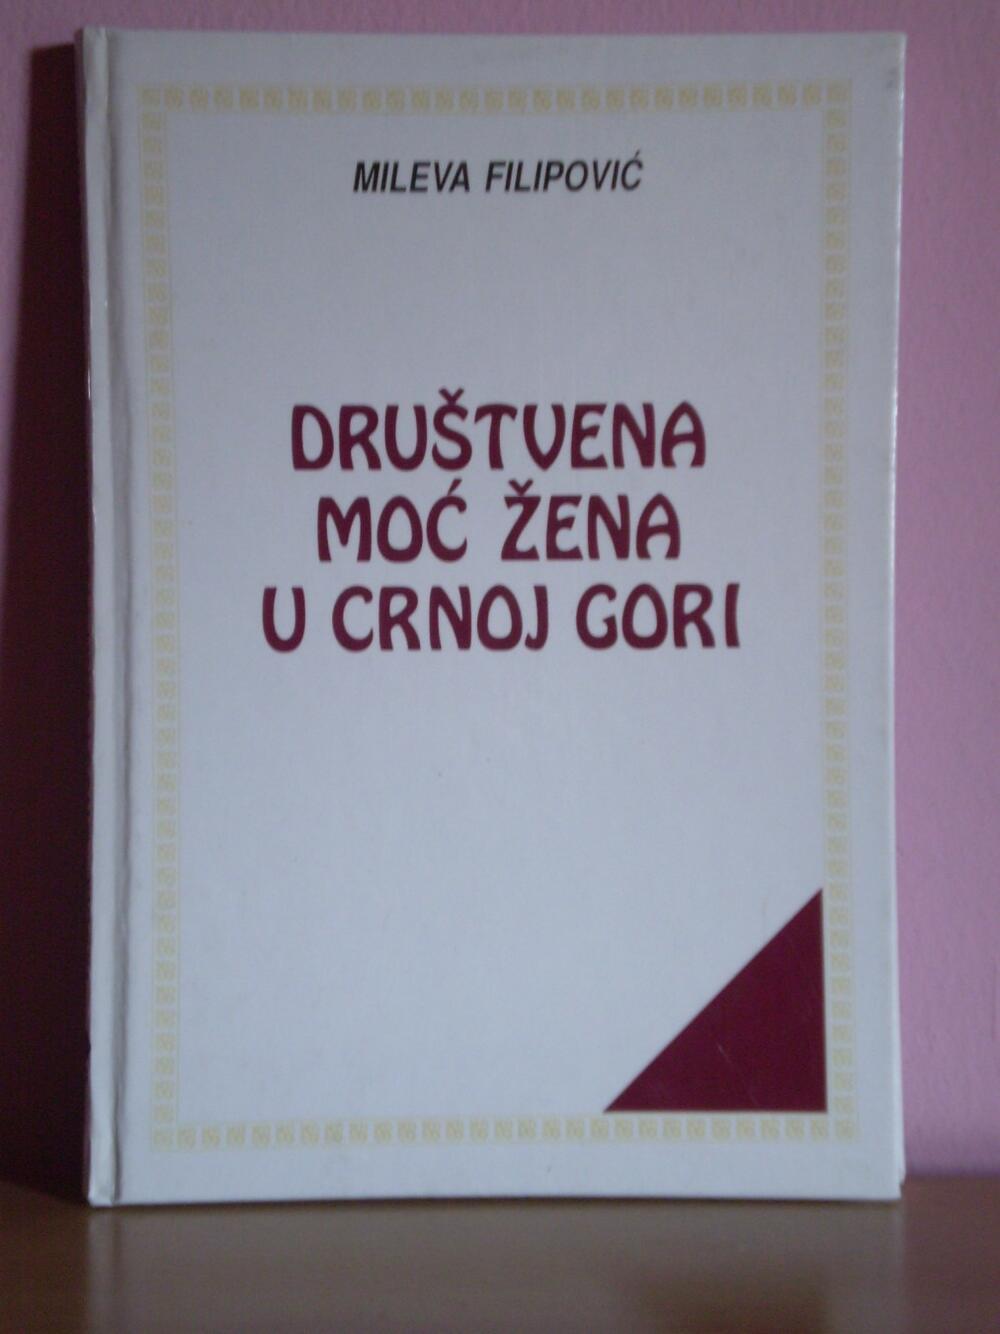 MILEVA FILIPOVIĆ
DRUŠTVENA
MOĆ ŽENA
U CRNOJ GORI